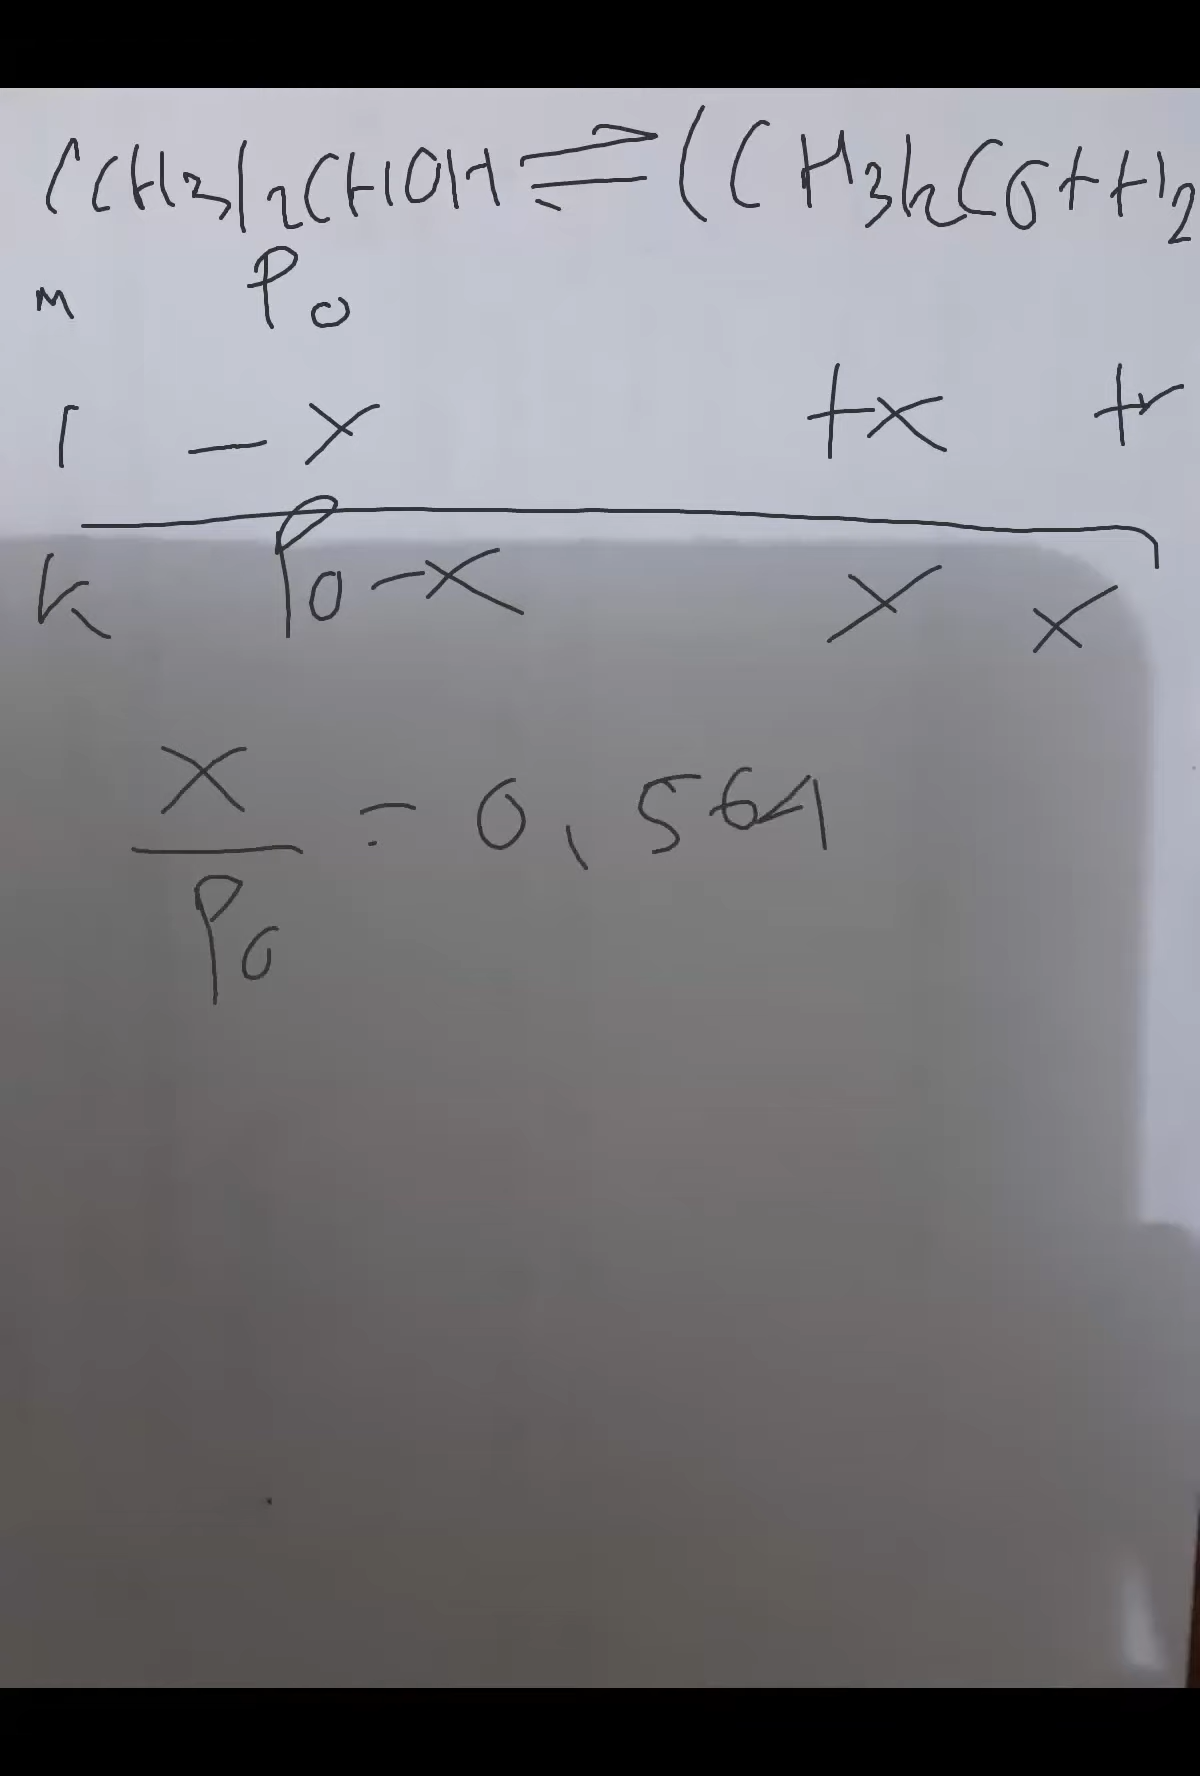 (CH3)2CHOH ⇌ (CH3)2CO + H2
M P0
r - x +x +x
k P0 - x x x
x/P0 = 0,564